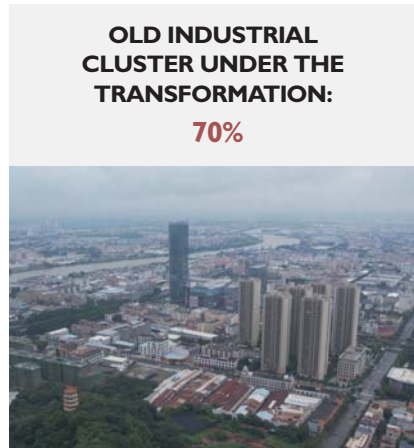 OLD INDUSTRIAL
CLUSTER UNDER THE
TRANSFORMATION:
70%